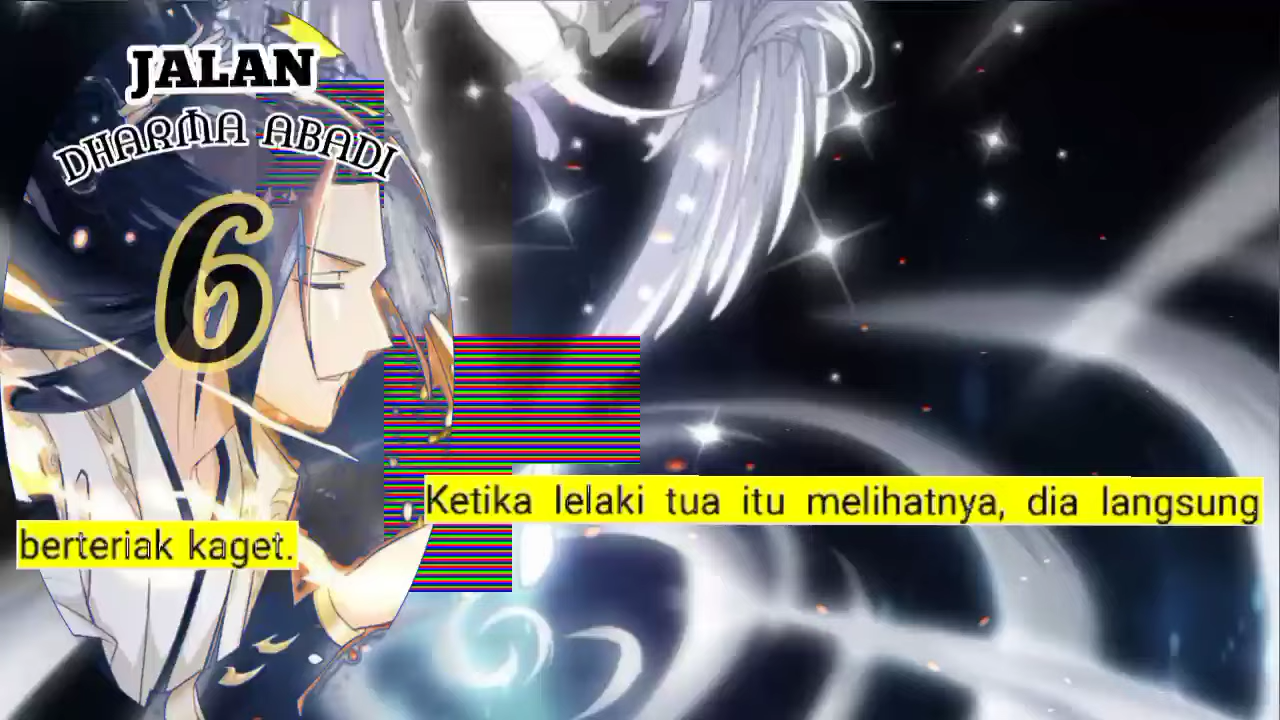 JALAN
DHARMA ABADI
6
Ketika lelaki tua itu melihatnya, dia langsung
berteriak kaget.